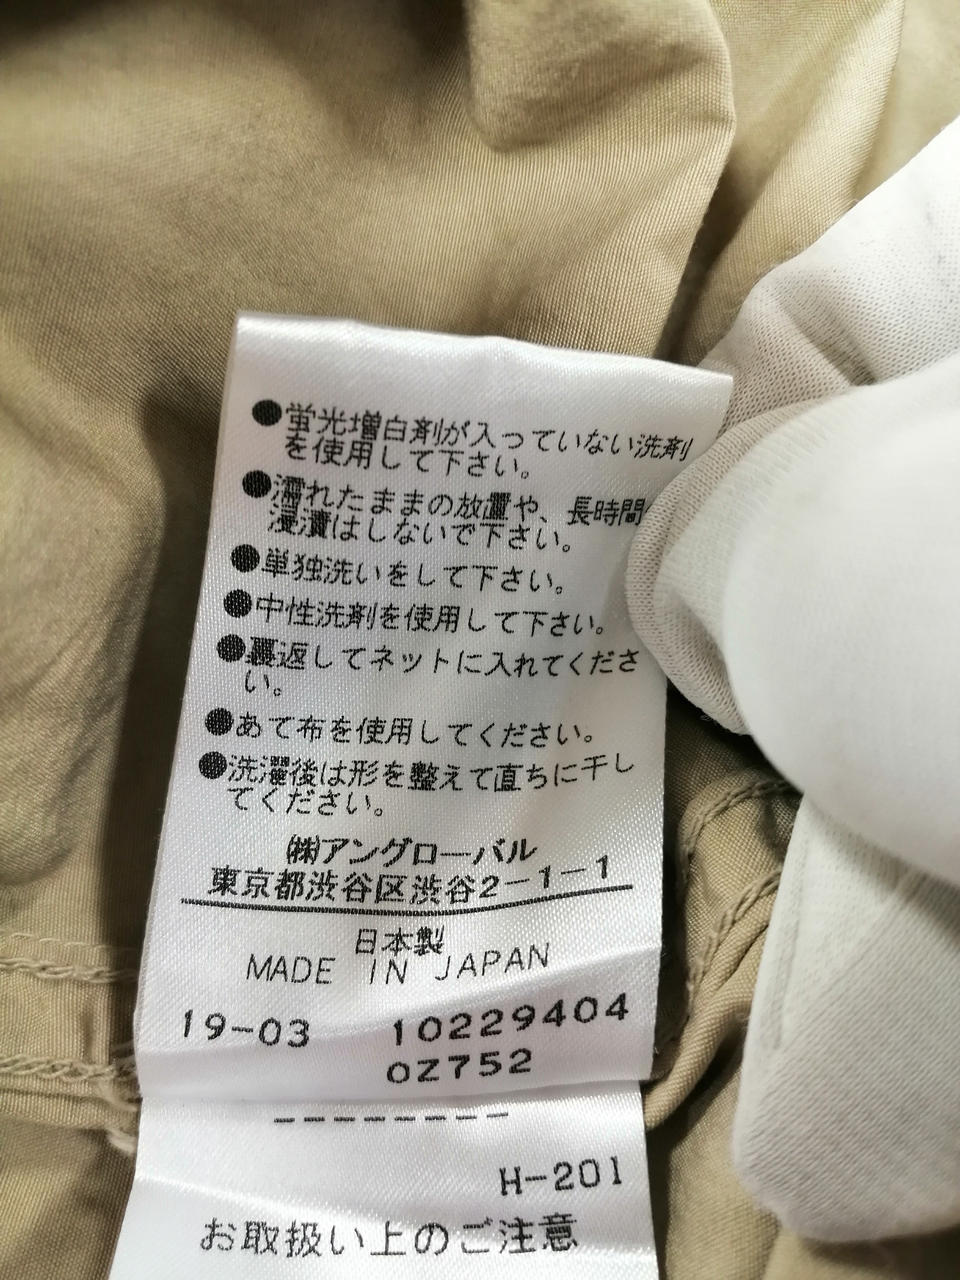 ●蛍光増白剤が入っていない洗剤
を使用して下さい。
●濡れたままの放置や、長時間
浸漬はしないで下さい。
●単独洗いをして下さい。
●中性洗剤を使用して下さい。
●裏返してネットに入れてくださ
い。
●あて布を使用してください。
●洗濯後は形を整えて直ちに干し
てください。
㈱アングローバル
東京都渋谷区渋谷2-1-1
日本製
MADE IN JAPAN
19-03 10229404
0Z752
--------
H-201
お取扱い上のご注意